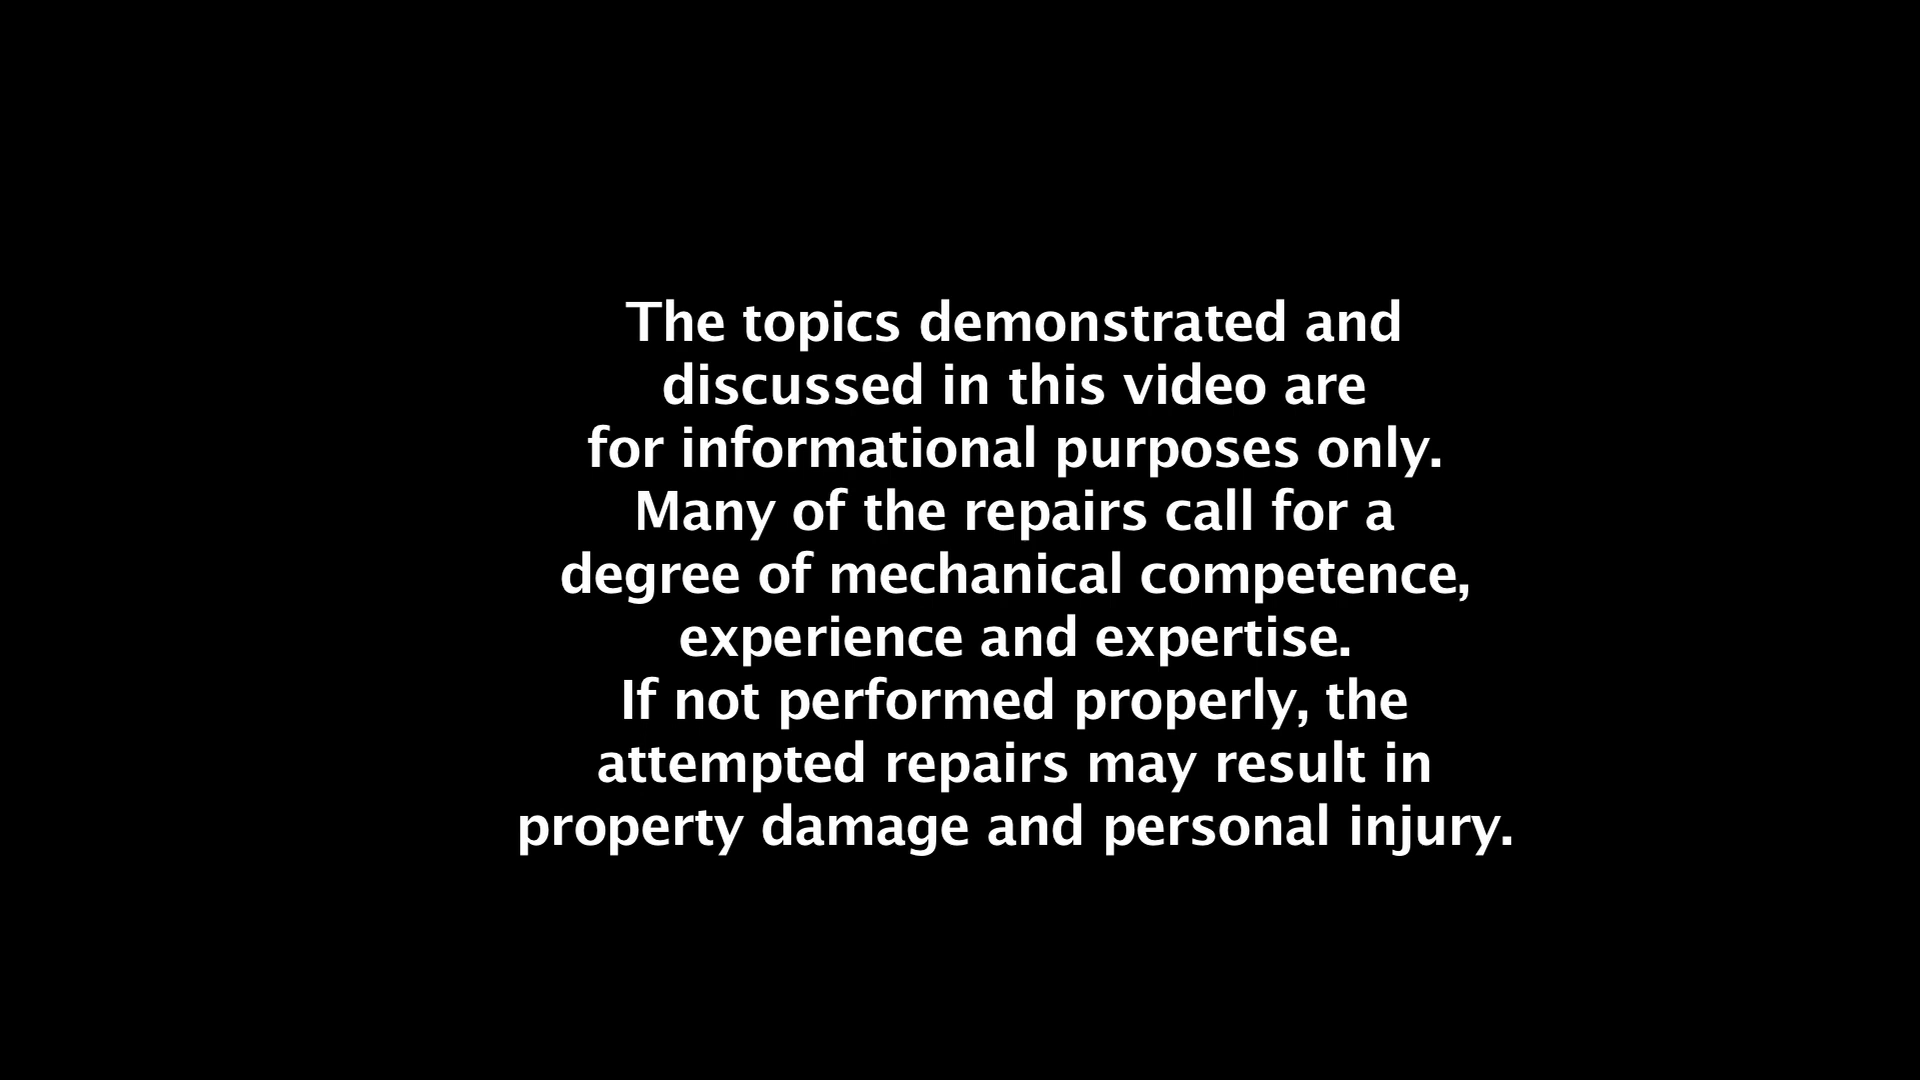 The topics demonstrated and
discussed in this video are
for informational purposes only.
Many of the repairs call for a
degree of mechanical competence,
experience and expertise.
If not performed properly, the
attempted repairs may result in
property damage and personal injury.